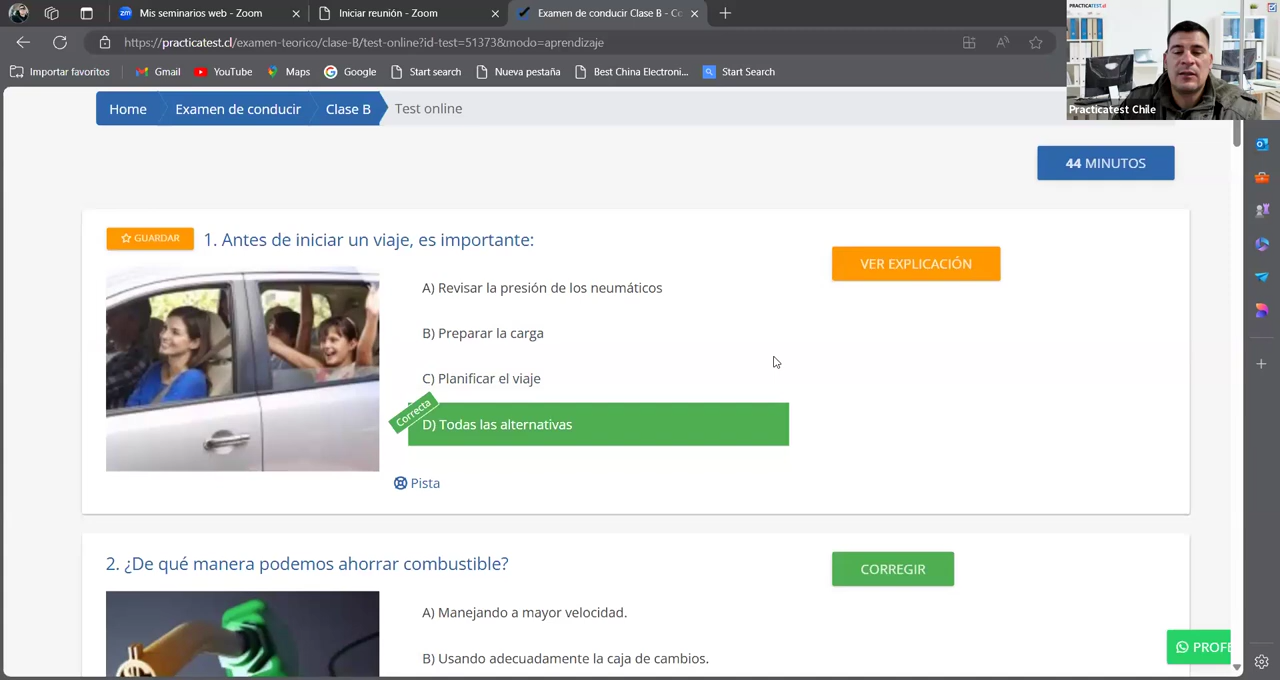 Mis seminarios web - Zoom
Iniciar reunión - Zoom
Examen de conducir Clase B - Co
https://practicatest.cl/examen-teorico/clase-B/test-online?id-test=51373&modo=aprendizaje
Importar favoritos
Gmail
YouTube
Maps
Google
Start search
Nueva pestaña
Best China Electroni...
Start Search
PRACTICATEST.cl
Practicatest Chile
Home
Examen de conducir
Clase B
Test online
44 MINUTOS
GUARDAR
1. Antes de iniciar un viaje, es importante:
VER EXPLICACIÓN
A) Revisar la presión de los neumáticos
B) Preparar la carga
C) Planificar el viaje
Correcta
D) Todas las alternativas
Pista
2. ¿De qué manera podemos ahorrar combustible?
CORREGIR
A) Manejando a mayor velocidad.
B) Usando adecuadamente la caja de cambios.
PROFE